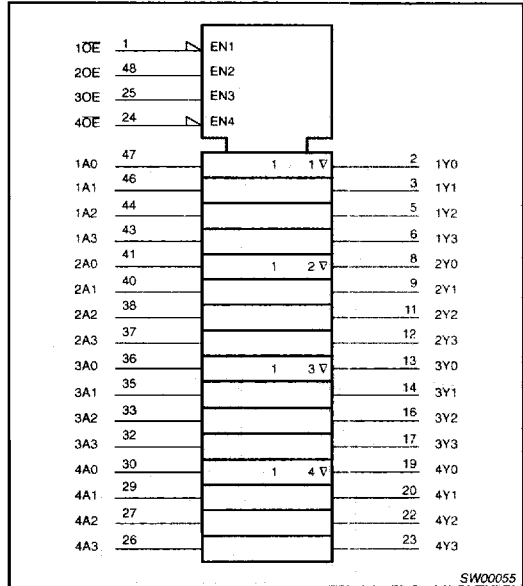 1O̅E̅ 1 EN1
2OE 48 EN2
3OE 25 EN3
4O̅E̅ 24 EN4
1A0 47 1 1 ▽ 2 1Y0
1A1 46 3 1Y1
1A2 44 5 1Y2
1A3 43 6 1Y3
2A0 41 1 2 ▽ 8 2Y0
2A1 40 9 2Y1
2A2 38 11 2Y2
2A3 37 12 2Y3
3A0 36 1 3 ▽ 13 3Y0
3A1 35 14 3Y1
3A2 33 16 3Y2
3A3 32 17 3Y3
4A0 30 1 4 ▽ 19 4Y0
4A1 29 20 4Y1
4A2 27 22 4Y2
4A3 26 23 4Y3
SW00055